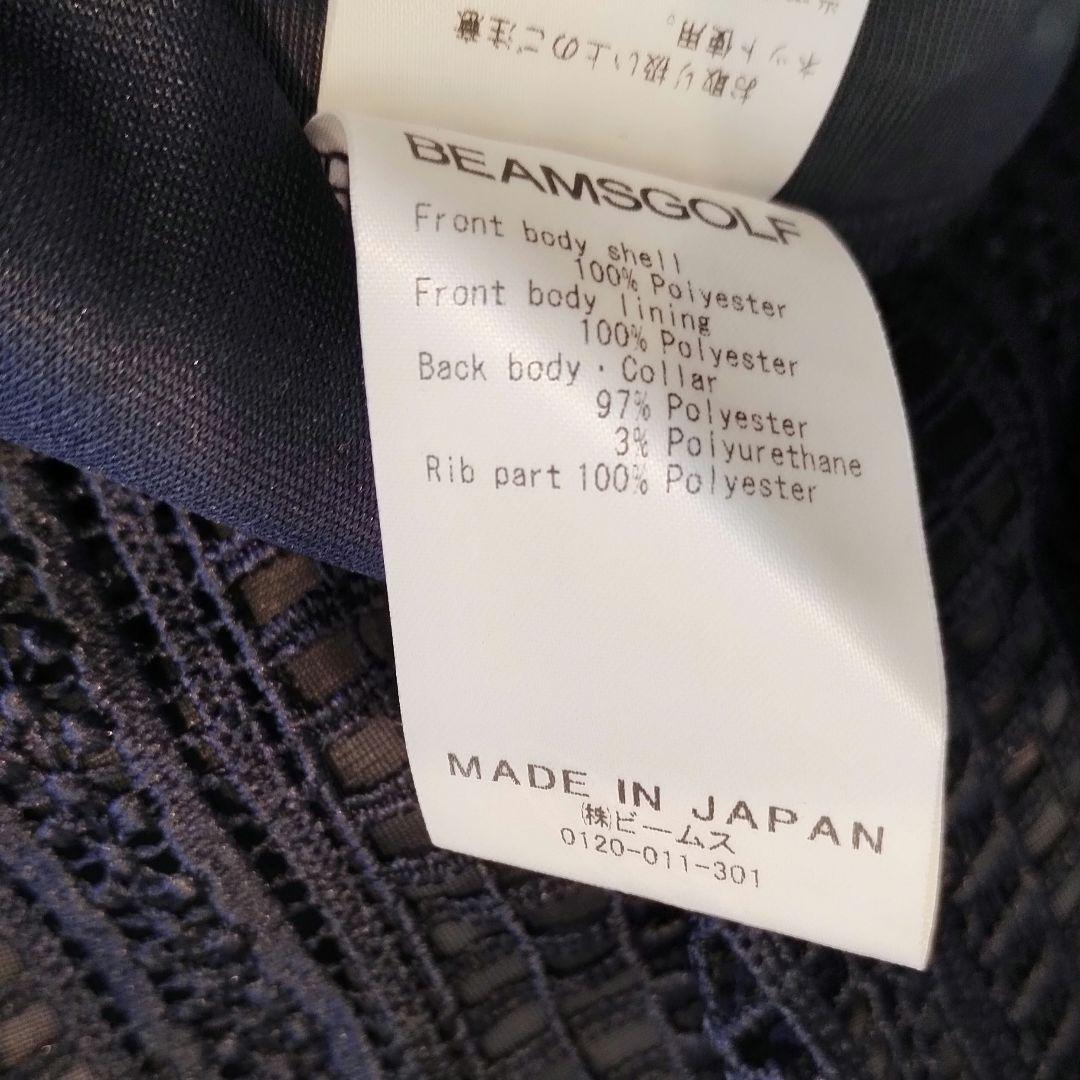 お取り扱い上のご注意
ネット使用。
BEAMSGOLF
Front body shell
100% Polyester
Front body lining
100% Polyester
Back body・Collar
97% Polyester
3% Polyurethane
Rib part 100% Polyester
MADE IN JAPAN
㈱ビームス
0120-011-301